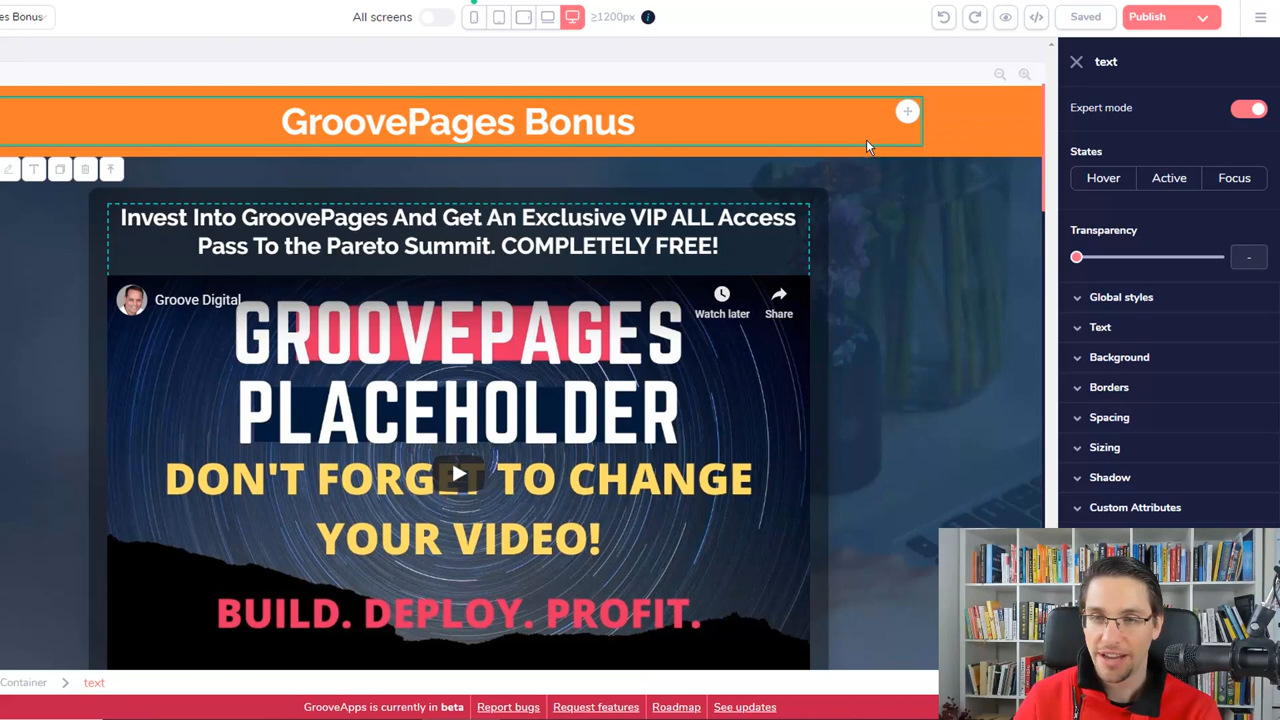 es Bonus
All screens
≥1200px
Saved
Publish
text
Expert mode
States
Hover
Active
Focus
Transparency
-
Global styles
Text
Background
Borders
Spacing
Sizing
Shadow
Custom Attributes
GroovePages Bonus
Invest Into GroovePages And Get An Exclusive VIP ALL Access
Pass To the Pareto Summit. COMPLETELY FREE!
Groove Digital
Watch later
Share
GROOVEPAGES
PLACEHOLDER
DON'T FORGET TO CHANGE
YOUR VIDEO!
BUILD. DEPLOY. PROFIT.
Container
text
GrooveApps is currently in beta
Report bugs
Request features
Roadmap
See updates